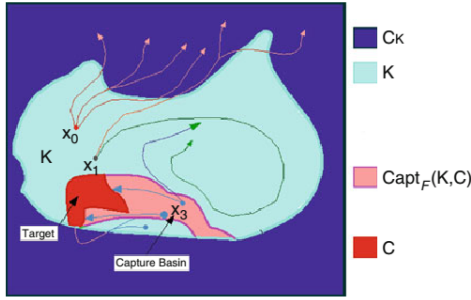 CK
K
x0
K
x1
CaptF(K,C)
x3
Target
C
Capture Basin